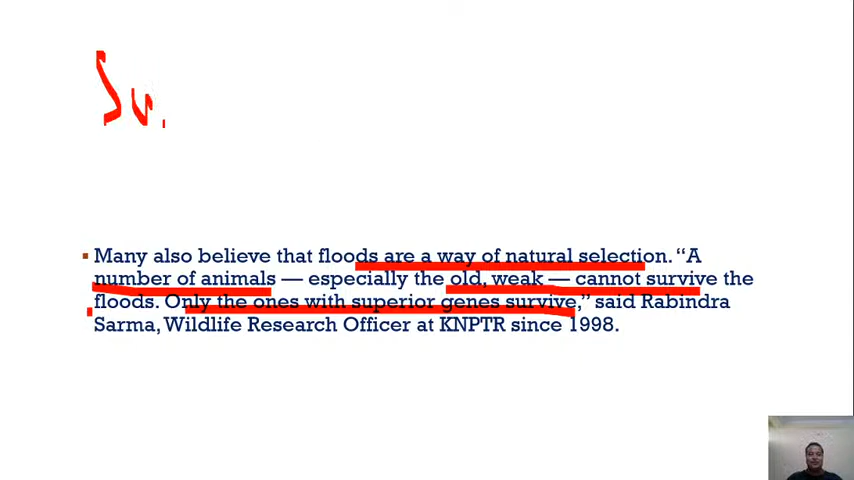 Su
Many also believe that floods are a way of natural selection. “A
number of animals — especially the old, weak — cannot survive the
floods. Only the ones with superior genes survive,” said Rabindra
Sarma, Wildlife Research Officer at KNPTR since 1998.